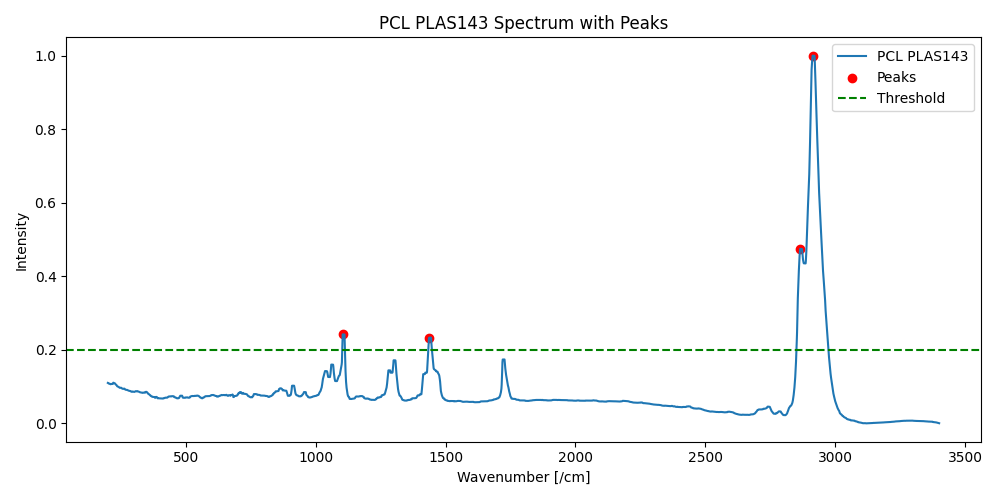 PCL PLAS143 Spectrum with Peaks
PCL PLAS143
Peaks
Threshold
1.0
0.8
0.6
0.4
0.2
0.0
Intensity
500 1000 1500 2000 2500 3000 3500
Wavenumber [/cm]